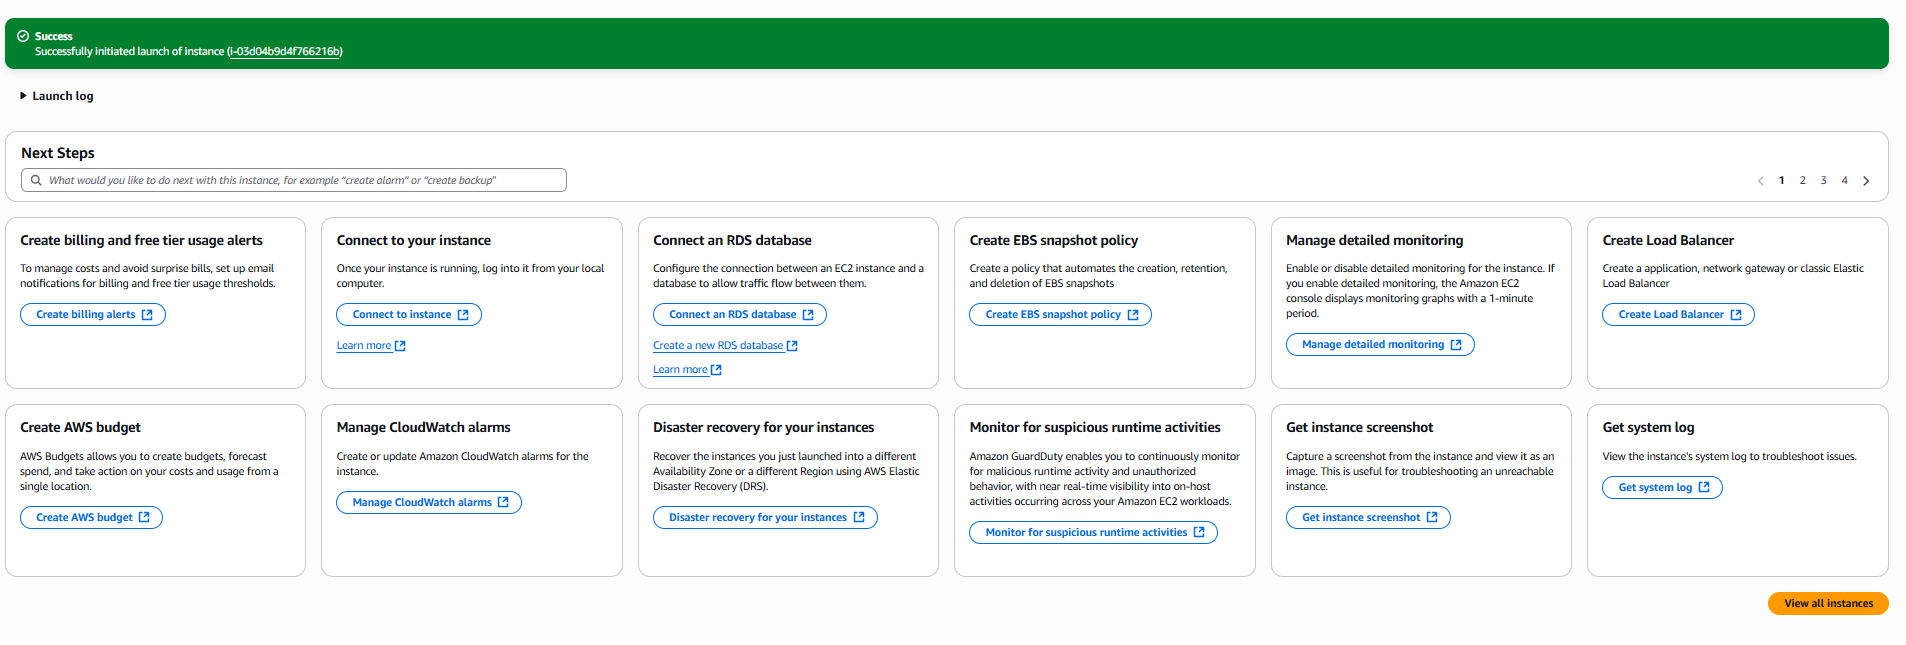 Success
Successfully initiated launch of instance (i-03d04b9d4f766216b)
Launch log
Next Steps
What would you like to do next with this instance, for example "create alarm" or "create backup"
1 2 3 4
Create billing and free tier usage alerts
To manage costs and avoid surprise bills, set up email
notifications for billing and free tier usage thresholds.
Create billing alerts
Connect to your instance
Once your instance is running, log into it from your local
computer.
Connect to instance
Learn more
Connect an RDS database
Configure the connection between an EC2 instance and a
database to allow traffic flow between them.
Connect an RDS database
Create a new RDS database
Learn more
Create EBS snapshot policy
Create a policy that automates the creation, retention,
and deletion of EBS snapshots
Create EBS snapshot policy
Manage detailed monitoring
Enable or disable detailed monitoring for the instance. If
you enable detailed monitoring, the Amazon EC2
console displays monitoring graphs with a 1-minute
period.
Manage detailed monitoring
Create Load Balancer
Create a application, network gateway or classic Elastic
Load Balancer
Create Load Balancer
Create AWS budget
AWS Budgets allows you to create budgets, forecast
spend, and take action on your costs and usage from a
single location.
Create AWS budget
Manage CloudWatch alarms
Create or update Amazon CloudWatch alarms for the
instance.
Manage CloudWatch alarms
Disaster recovery for your instances
Recover the instances you just launched into a different
Availability Zone or a different Region using AWS Elastic
Disaster Recovery (DRS).
Disaster recovery for your instances
Monitor for suspicious runtime activities
Amazon GuardDuty enables you to continuously monitor
for malicious runtime activity and unauthorized
behavior, with near real-time visibility into on-host
activities occurring across your Amazon EC2 workloads.
Monitor for suspicious runtime activities
Get instance screenshot
Capture a screenshot from the instance and view it as an
image. This is useful for troubleshooting an unreachable
instance.
Get instance screenshot
Get system log
View the instance's system log to troubleshoot issues.
Get system log
View all instances